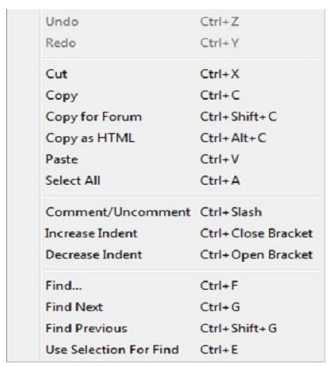 Undo Ctrl+Z
Redo Ctrl+Y
Cut Ctrl+X
Copy Ctrl+C
Copy for Forum Ctrl+Shift+C
Copy as HTML Ctrl+Alt+C
Paste Ctrl+V
Select All Ctrl+A
Comment/Uncomment Ctrl+Slash
Increase Indent Ctrl+Close Bracket
Decrease Indent Ctrl+Open Bracket
Find... Ctrl+F
Find Next Ctrl+G
Find Previous Ctrl+Shift+G
Use Selection For Find Ctrl+E